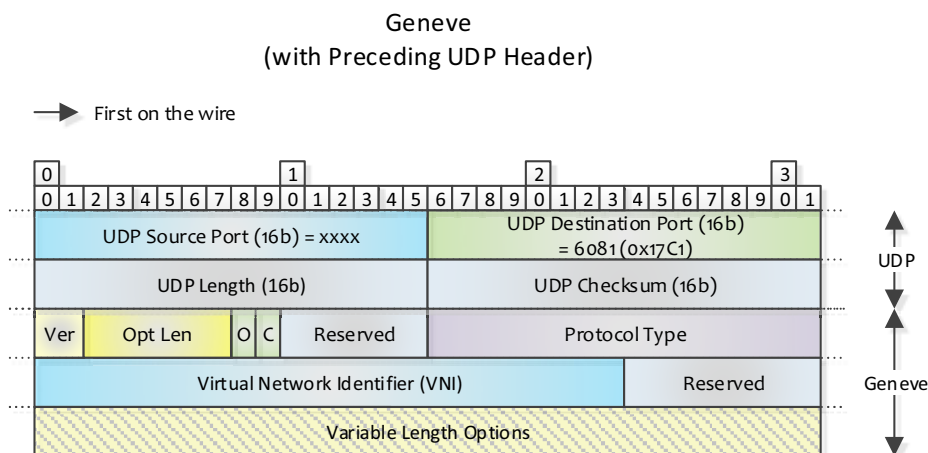 Geneve
(with Preceding UDP Header)
First on the wire
0 1 2 3
0 1 2 3 4 5 6 7 8 9 0 1 2 3 4 5 6 7 8 9 0 1 2 3 4 5 6 7 8 9 0 1
UDP Source Port (16b) = xxxx
UDP Destination Port (16b)
= 6081 (0x17C1)
UDP
UDP Length (16b)
UDP Checksum (16b)
Ver
Opt Len
O
C
Reserved
Protocol Type
Virtual Network Identifier (VNI)
Reserved
Geneve
Variable Length Options